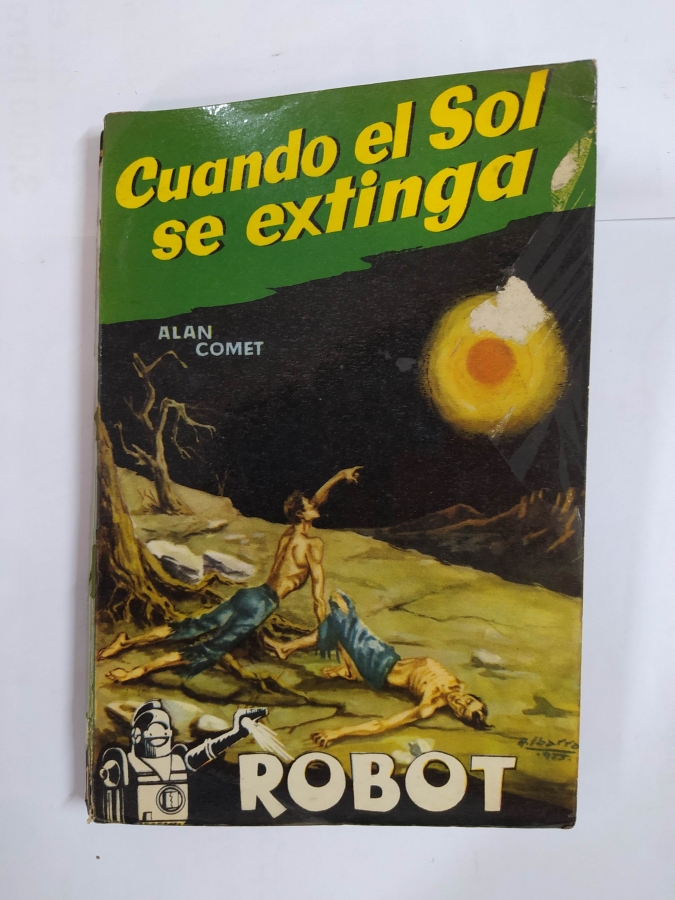 Cuando el Sol
se extinga
ALAN
COMET
ROBOT